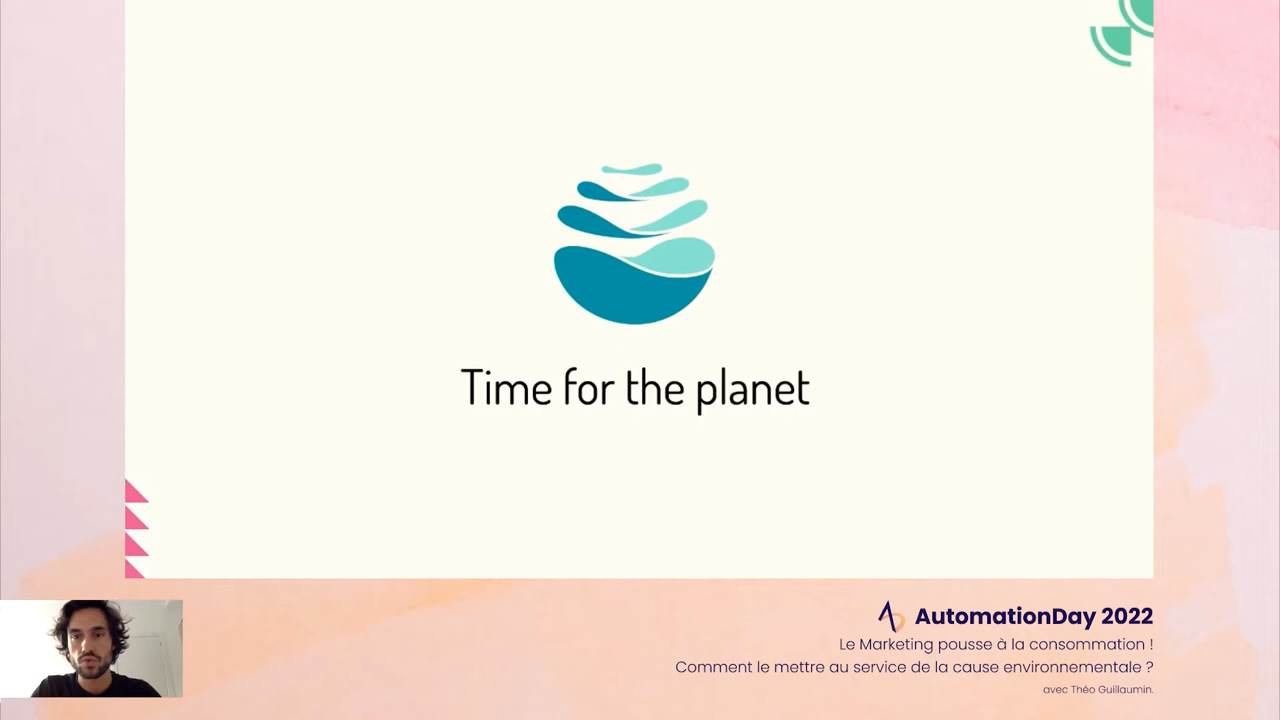 Time for the planet
AutomationDay 2022
Le Marketing pousse à la consommation !
Comment le mettre au service de la cause environnementale ?
avec Théo Guillaumin.